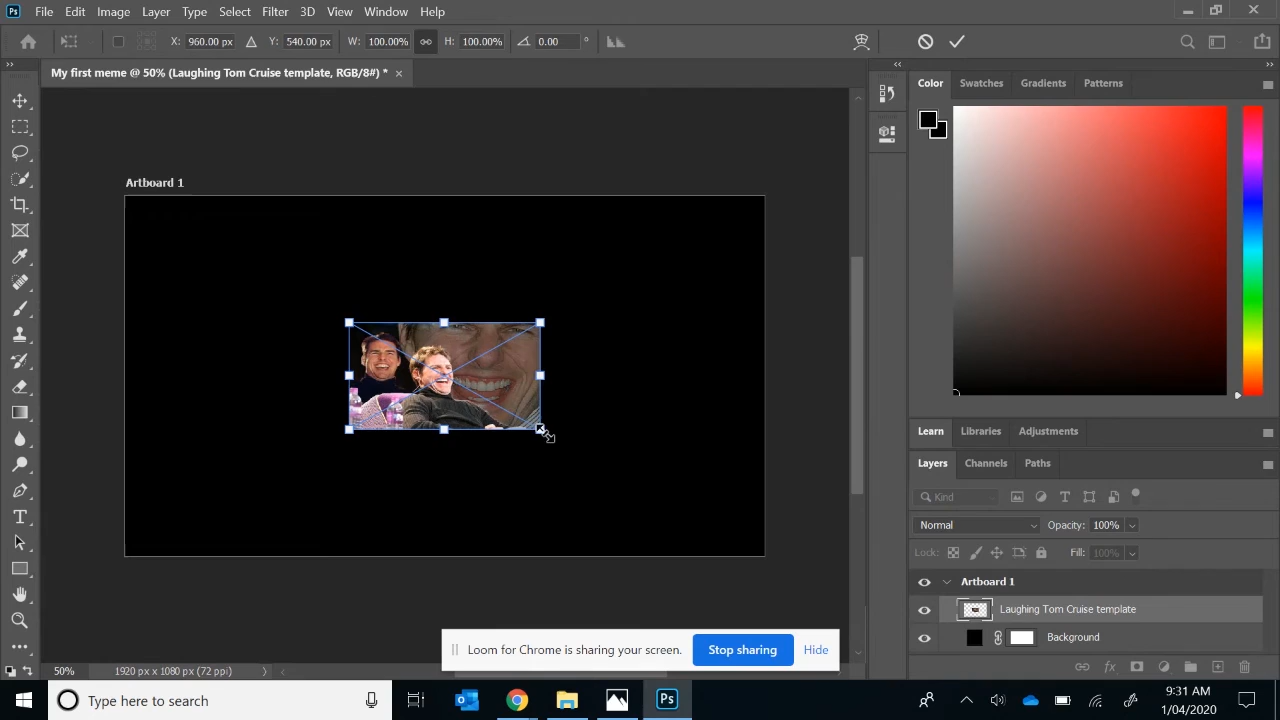 Ps File Edit Image Layer Type Select Filter 3D View Window Help
X: 960.00 px Y: 540.00 px W: 100.00% H: 100.00% 0.00 °
My first meme @ 50% (Laughing Tom Cruise template, RGB/8#) * ×
Color Swatches Gradients Patterns
Artboard 1
Learn Libraries Adjustments
Layers Channels Paths
Kind
Normal Opacity: 100%
Lock: Fill: 100%
Artboard 1
Laughing Tom Cruise template
Background
Loom for Chrome is sharing your screen. Stop sharing Hide
50% 1920 px x 1080 px (72 ppi)
Type here to search
Ps
9:31 AM
1/04/2020